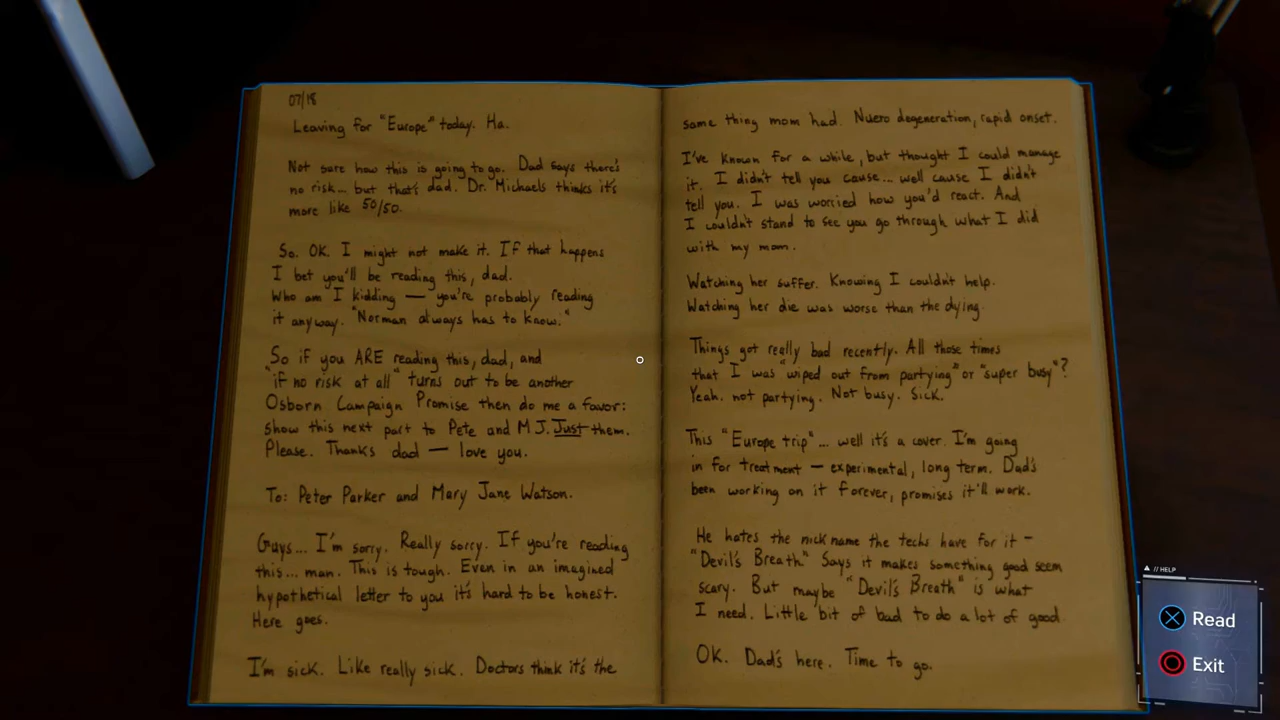 07/18
Leaving for "Europe" today. Ha.
Not sure how this is going to go. Dad says there's
no risk — but that's dad. Dr. Michaels thinks it's
more like 50/50.
So. OK. I might not make it. If that happens
I bet you'll be reading this, dad.
Who am I kidding — you're probably reading
it anyway. "Norman always has to know."
So if you ARE reading this, dad, and
"if no risk at all" turns out to be another
Osborn Campaign Promise then do me a favor:
show this next part to Pete and MJ. Just them.
Please. Thanks dad — love you.
To: Peter Parker and Mary Jane Watson.
Guys... I'm sorry. Really sorry. If you're reading
this... man. This is tough. Even in an imagined
hypothetical letter to you it's hard to be honest.
Here goes.
I'm sick. Like really sick. Doctors think it's the
same thing mom had. Nuero degeneration, rapid onset.
I've known for a while, but thought I could manage
it. I didn't tell you cause... well cause I didn't
tell you. I was worried how you'd react. And
I couldn't stand to see you go through what I did
with my mom.
Watching her suffer. Knowing I couldn't help.
Watching her die was worse than the dying.
Things got really bad recently. All those times
that I was "wiped out from partying" or "super busy"?
Yeah. not partying. Not busy. Sick.
This "Europe trip"... well it's a cover. I'm going
in for treatment — experimental, long term. Dad's
been working on it forever, promises it'll work.
He hates the nickname the techs have for it -
"Devil's Breath." Says it makes something good seem
scary. But maybe "Devil's Breath" is what
I need. Little bit of bad to do a lot of good
OK. Dad's here. Time to go.
// HELP
Read
Exit